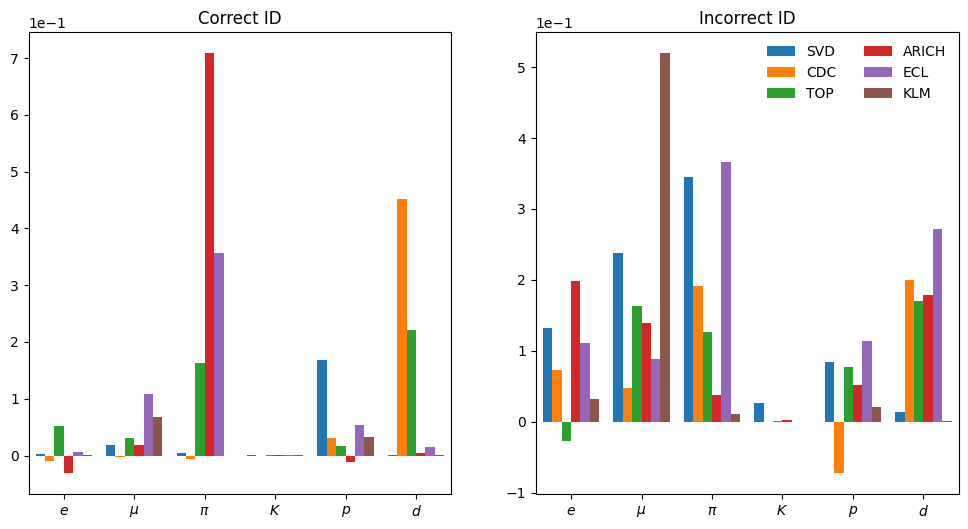 Correct ID
1e−1
7
6
5
4
3
2
1
0
e μ π K p d
Incorrect ID
1e−1
5
4
3
2
1
0
−1
e μ π K p d
SVD ARICH
CDC ECL
TOP KLM